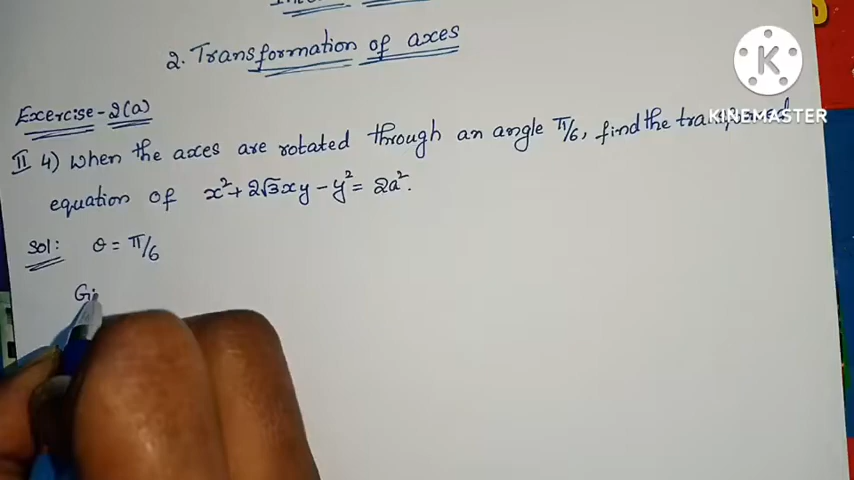 2. Transformation of axes
Exercise-2(a)
II 4) When the axes are rotated through an angle π/6, find the
equation of x²+2√3xy-y²=2a².
Sol: θ = π/6
Gi
K
KINEMASTER